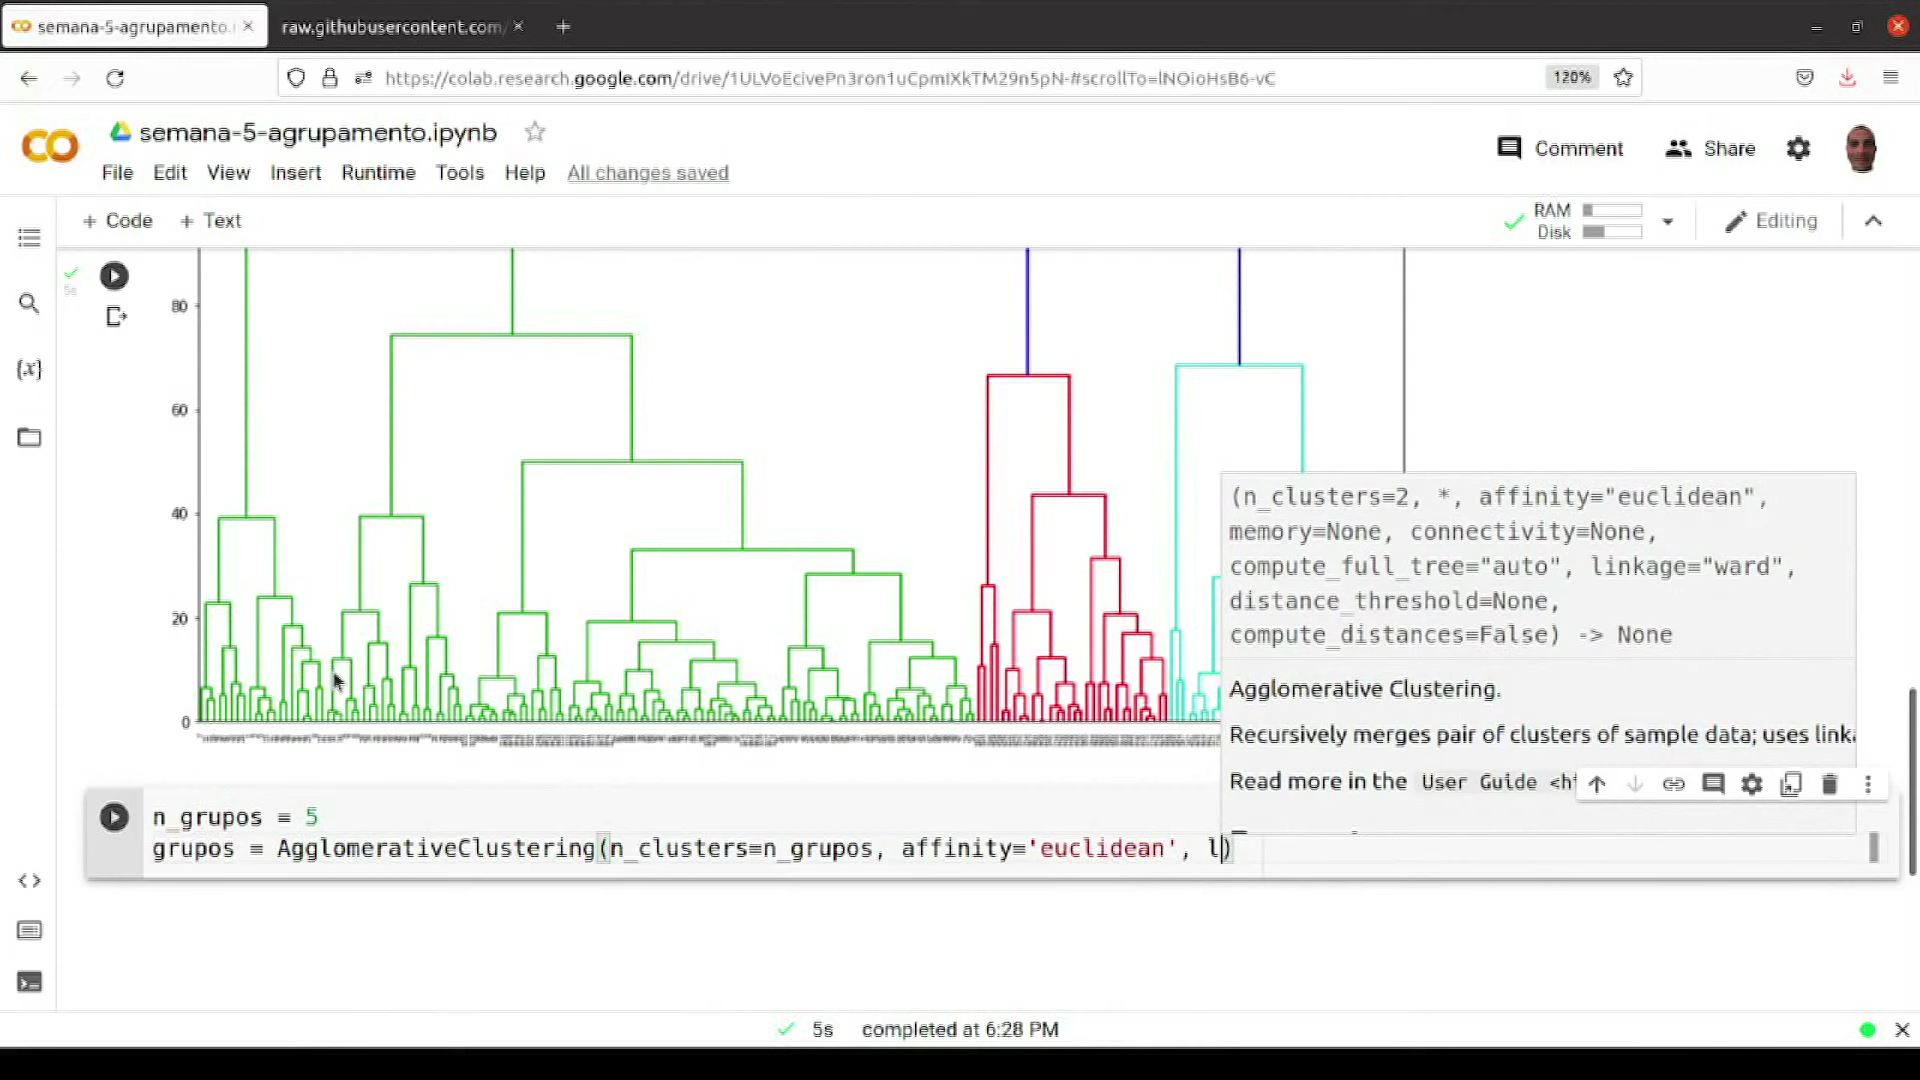 semana-5-agrupamento.
raw.githubusercontent.com/
https://colab.research.google.com/drive/1ULVoEcivePn3ron1uCpmIXkTM29n5pN-#scrollTo=lNOioHsB6-vC
120%
semana-5-agrupamento.ipynb
Comment
Share
File Edit View Insert Runtime Tools Help All changes saved
+ Code + Text
RAM
Disk
Editing
5s
80
60
40
20
0
(n_clusters=2, *, affinity="euclidean",
memory=None, connectivity=None,
compute_full_tree="auto", linkage="ward",
distance_threshold=None,
compute_distances=False) -> None
Agglomerative Clustering.
Recursively merges pair of clusters of sample data; uses link
Read more in the User Guide <h
n_grupos = 5
grupos = AgglomerativeClustering(n_clusters=n_grupos, affinity='euclidean', l)
5s completed at 6:28 PM